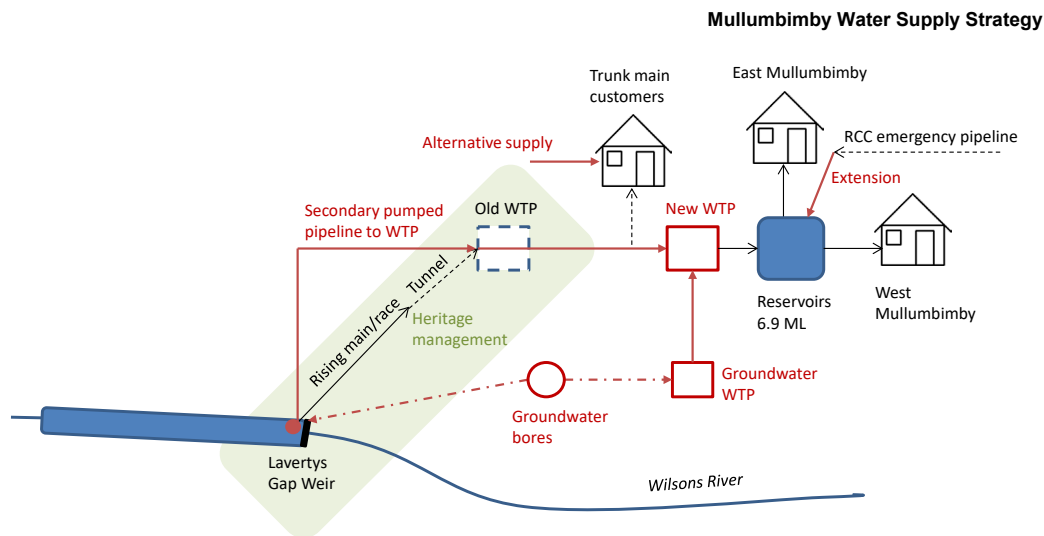 Mullumbimby Water Supply Strategy
East Mullumbimby
Trunk main
customers
RCC emergency pipeline
Alternative supply
Extension
Secondary pumped
pipeline to WTP
Old WTP
New WTP
Tunnel
Rising main/race
Heritage
management
Reservoirs
6.9 ML
West
Mullumbimby
Groundwater
WTP
Groundwater
bores
Lavertys
Gap Weir
Wilsons River